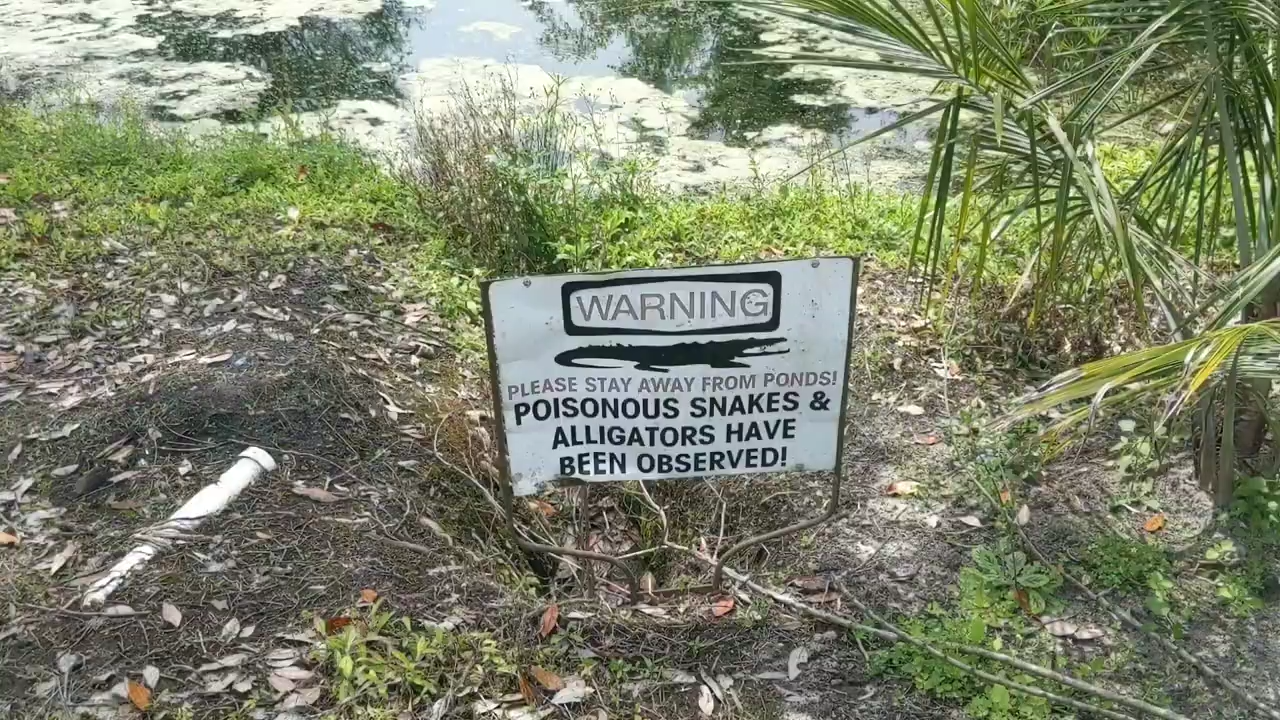 WARNING
PLEASE STAY AWAY FROM PONDS!
POISONOUS SNAKES &
ALLIGATORS HAVE
BEEN OBSERVED!